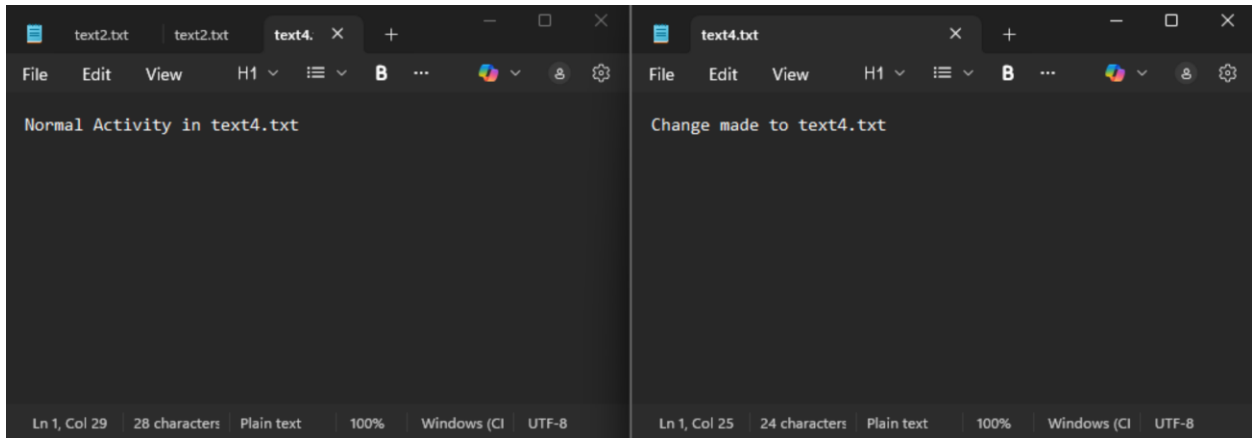 text2.txt text2.txt text4.
File Edit View H1 B
Normal Activity in text4.txt
Ln 1, Col 29 28 characters Plain text 100% Windows (Cl UTF-8
text4.txt
File Edit View H1 B
Change made to text4.txt
Ln 1, Col 25 24 characters Plain text 100% Windows (Cl UTF-8